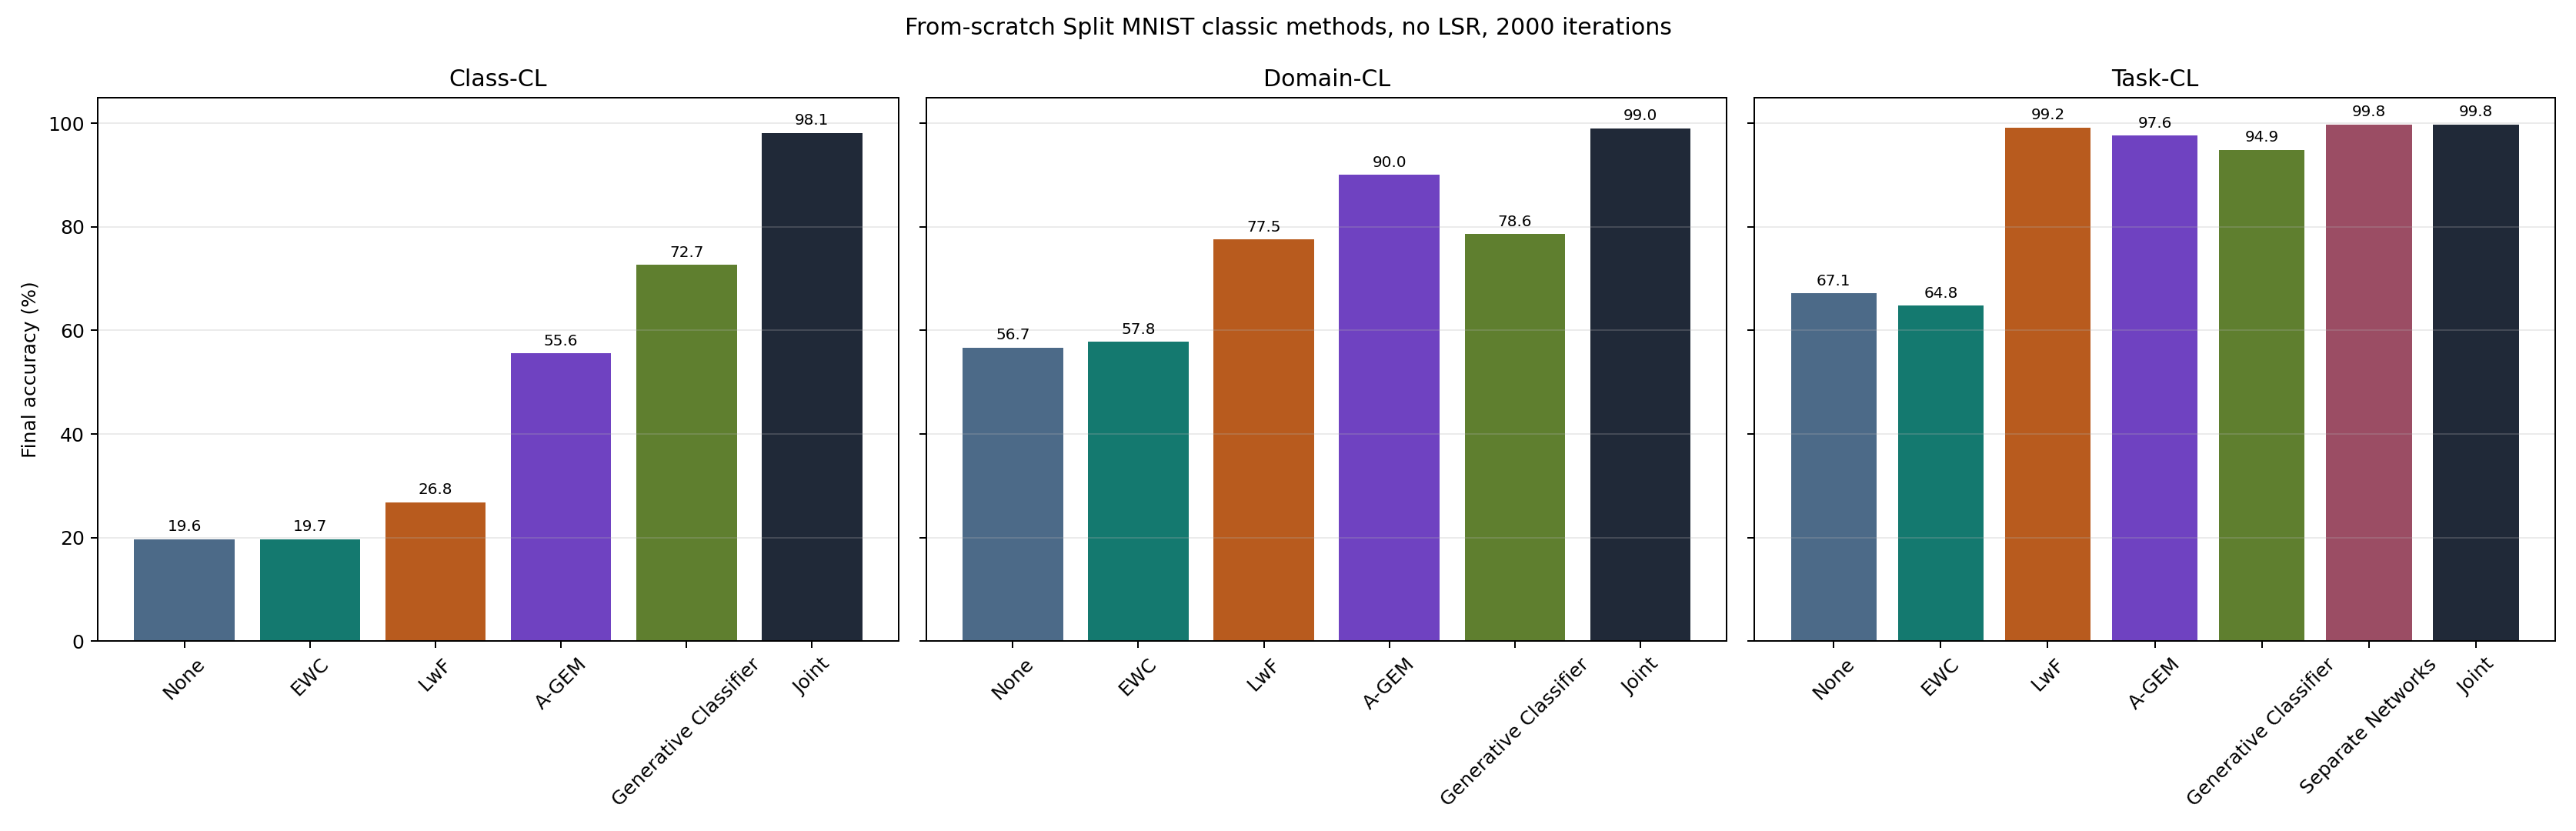 From-scratch Split MNIST classic methods, no LSR, 2000 iterations
Class-CL
Final accuracy (%)
100
80
60
40
20
0
19.6
19.7
26.8
55.6
72.7
98.1
None
EWC
LwF
A-GEM
Generative Classifier
Joint
Domain-CL
56.7
57.8
77.5
90.0
78.6
99.0
None
EWC
LwF
A-GEM
Generative Classifier
Joint
Task-CL
67.1
64.8
99.2
97.6
94.9
99.8
99.8
None
EWC
LwF
A-GEM
Generative Classifier
Separate Networks
Joint